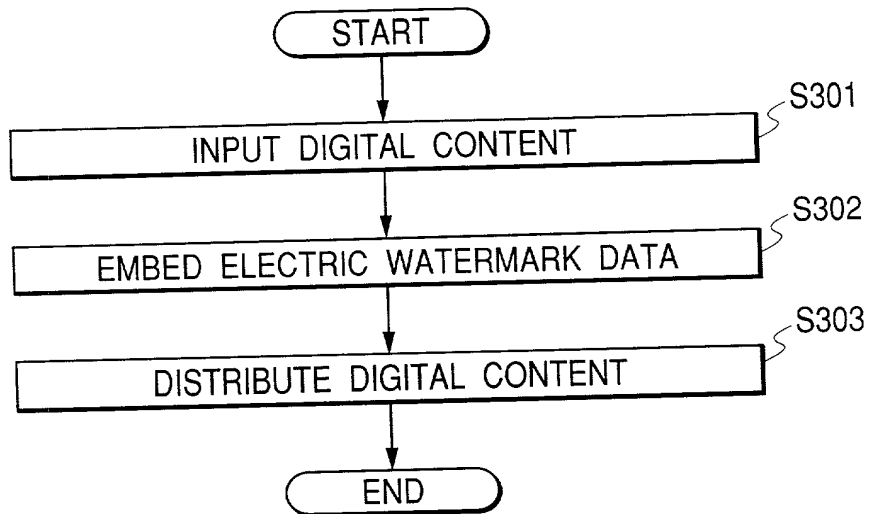 START
S301
INPUT DIGITAL CONTENT
S302
EMBED ELECTRIC WATERMARK DATA
S303
DISTRIBUTE DIGITAL CONTENT
END